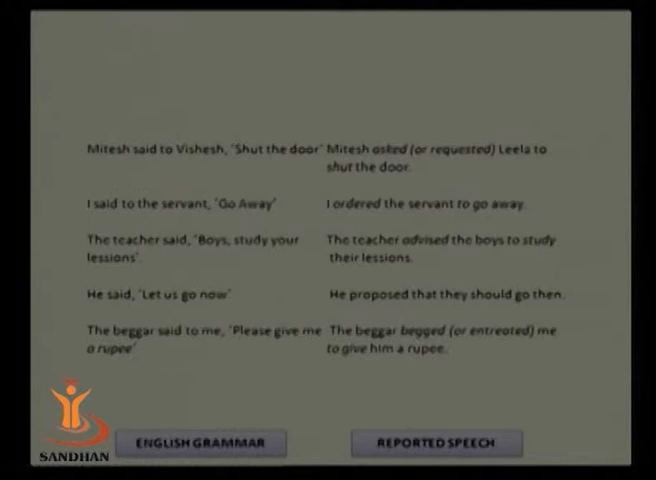 Mitesh said to Vishesh, 'Shut the door' Mitesh asked (or requested) Leela to
shut the door.
I said to the servant, 'Go Away' I ordered the servant to go away.
The teacher said, 'Boys, study your The teacher advised the boys to study
lessions'. their lessions.
He said, 'Let us go now' He proposed that they should go then.
The beggar said to me, 'Please give me The beggar begged (or entreated) me
a rupee' to give him a rupee.
SANDHAN
ENGLISH GRAMMAR REPORTED SPEECH